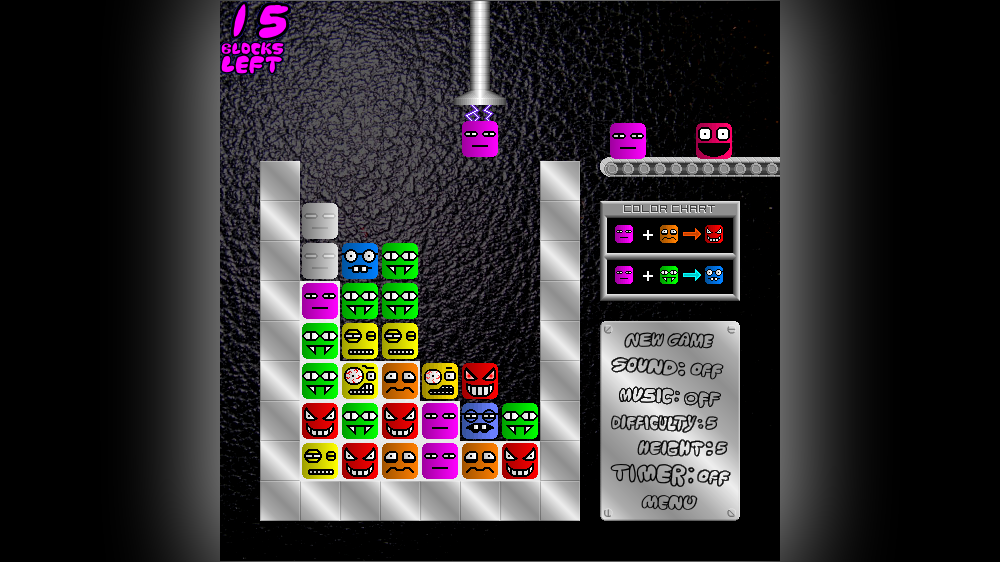 15
BLOCKS
LEFT
COLOR CHART
+
+
NEW GAME
SOUND: OFF
MUSIC: OFF
DIFFICULTY: 5
HEIGHT: 5
TIMER: OFF
MENU